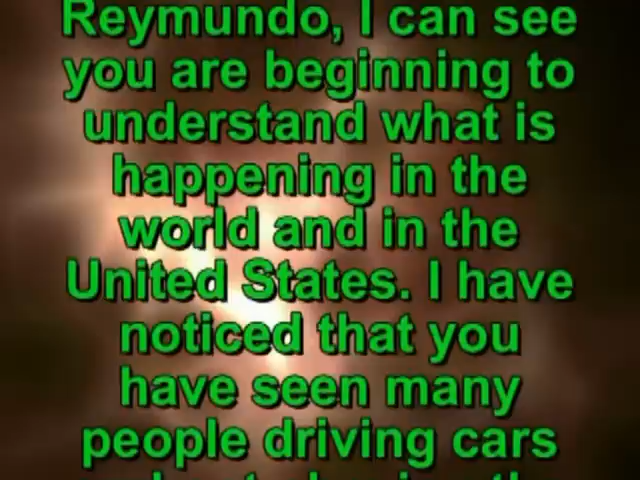 Reymundo, I can see
you are beginning to
understand what is
happening in the
world and in the
United States. I have
noticed that you
have seen many
people driving cars